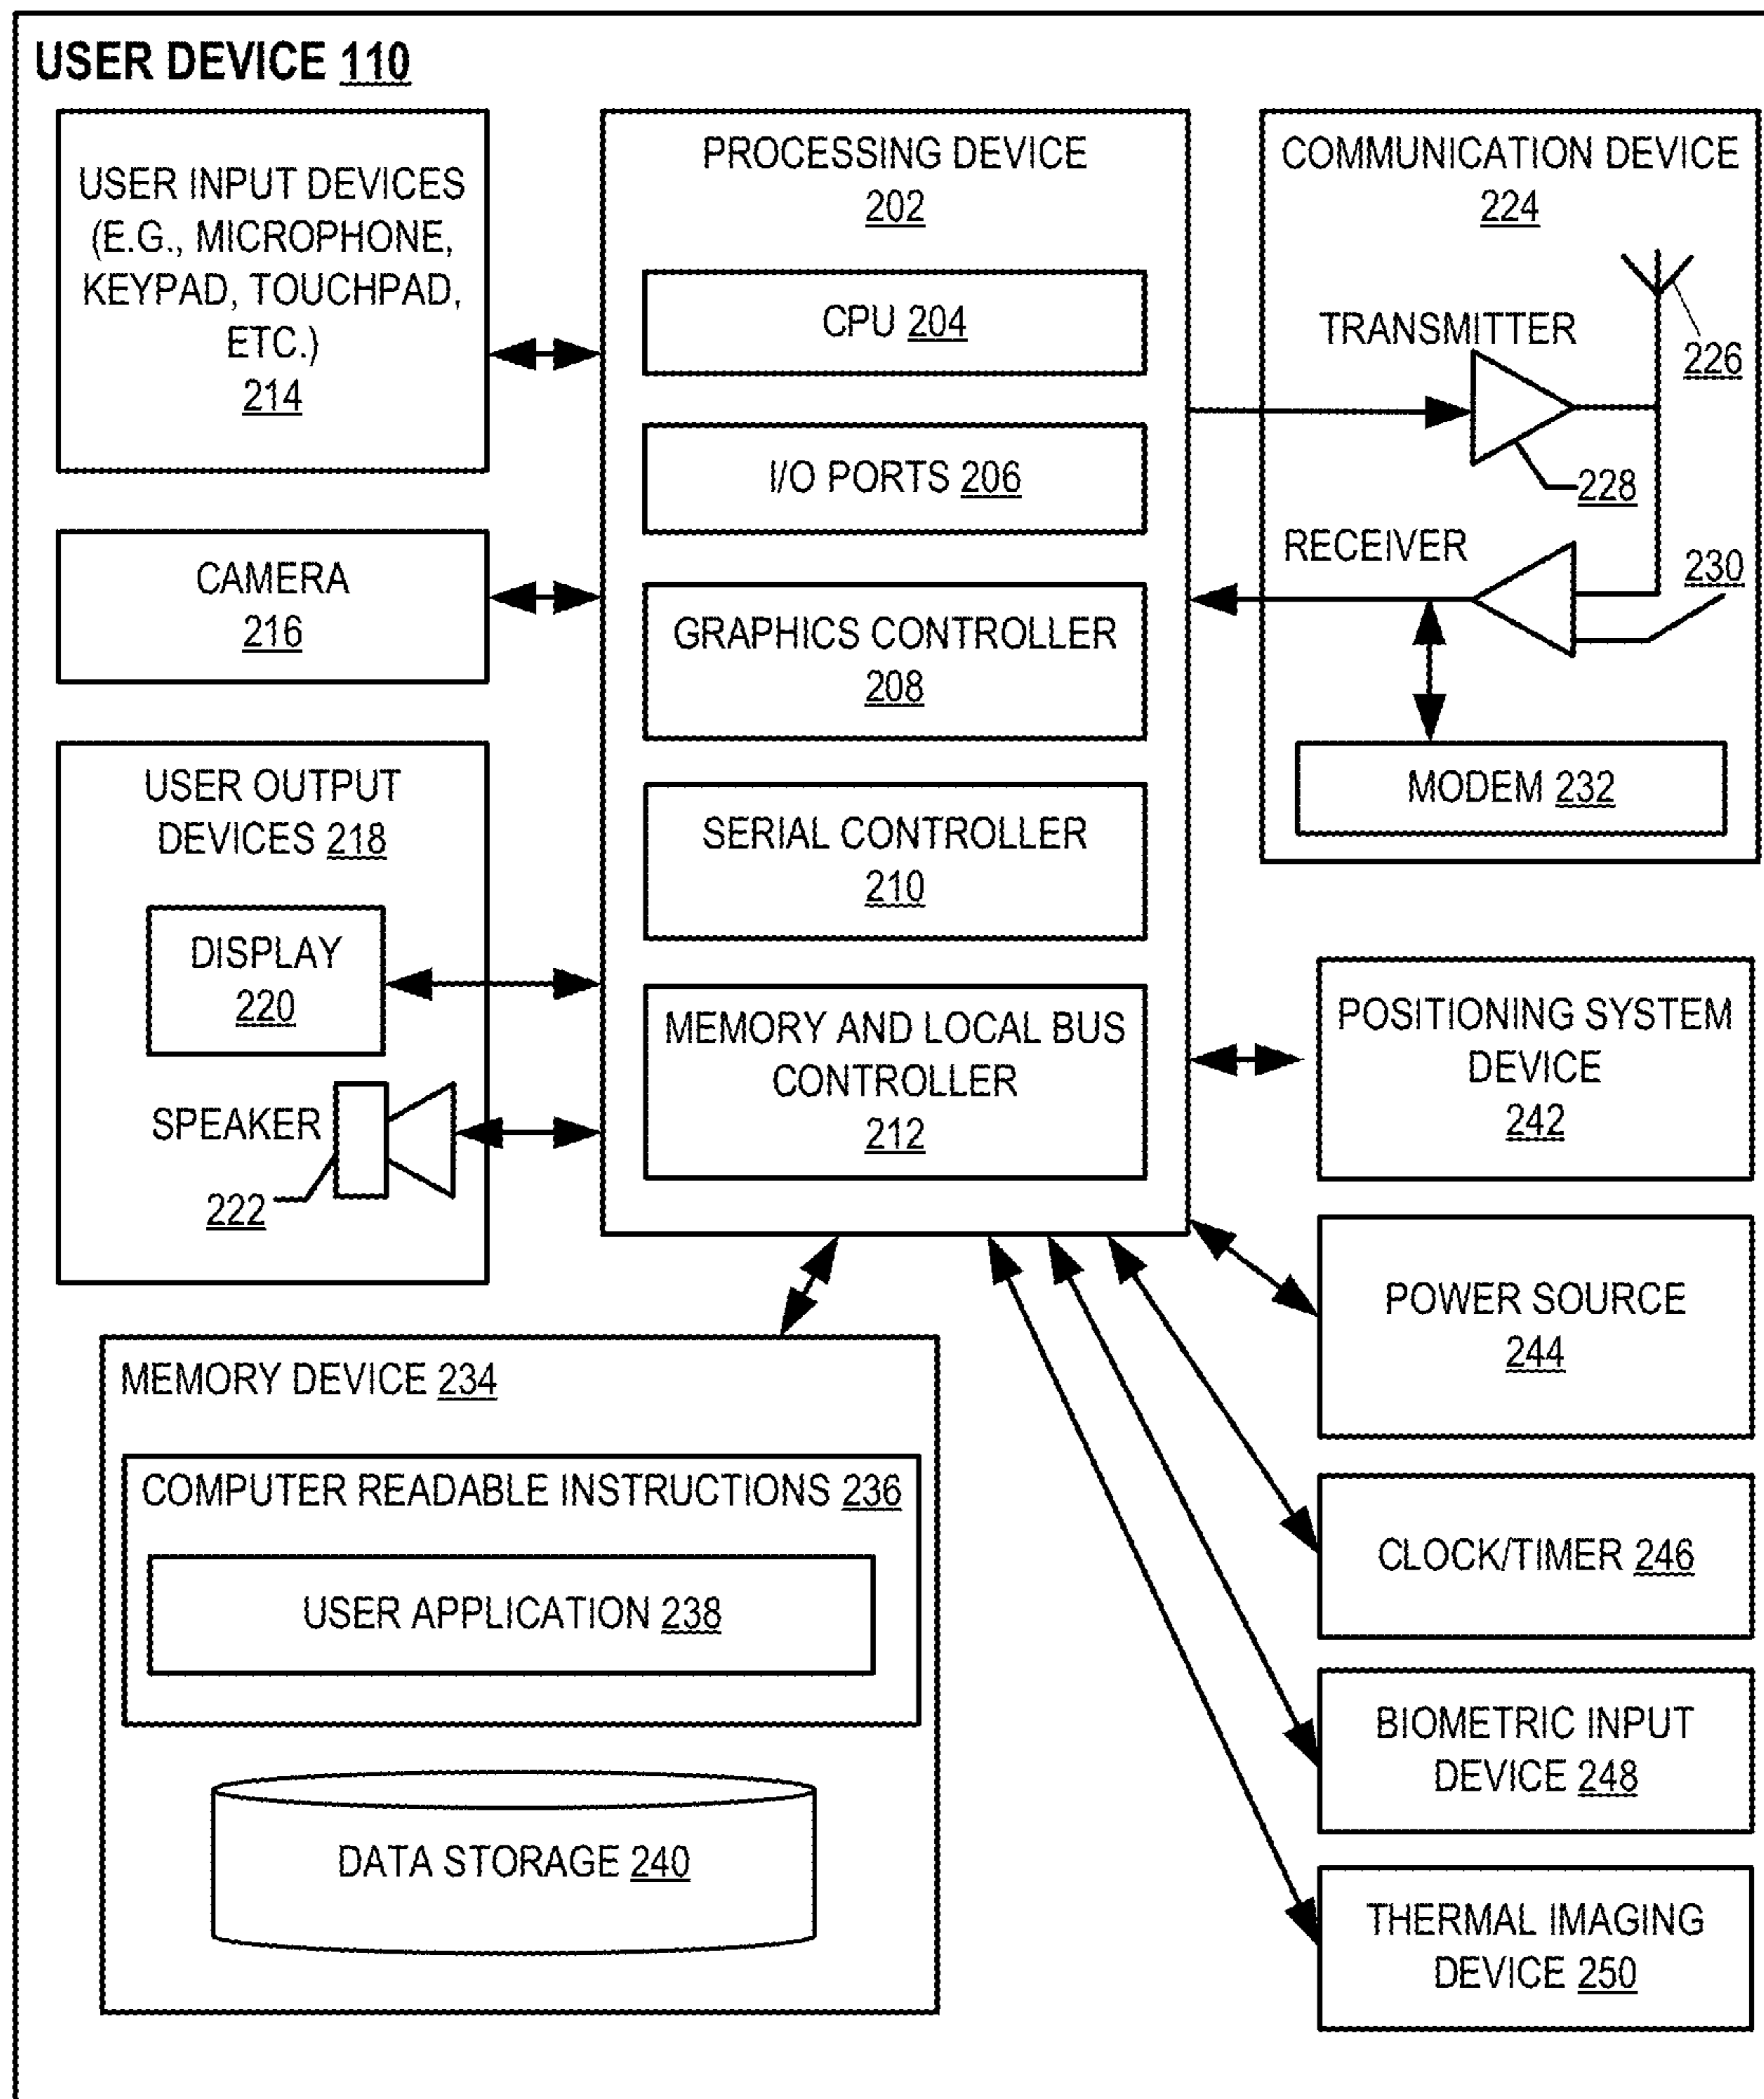 USER DEVICE 110
USER INPUT DEVICES
(E.G., MICROPHONE,
KEYPAD, TOUCHPAD,
ETC.)
214
CAMERA
216
USER OUTPUT
DEVICES 218
DISPLAY
220
SPEAKER
222
PROCESSING DEVICE
202
CPU 204
I/O PORTS 206
GRAPHICS CONTROLLER
208
SERIAL CONTROLLER
210
MEMORY AND LOCAL BUS
CONTROLLER
212
COMMUNICATION DEVICE
224
TRANSMITTER
226
228
RECEIVER
230
MODEM 232
POSITIONING SYSTEM
DEVICE
242
POWER SOURCE
244
CLOCK/TIMER 246
BIOMETRIC INPUT
DEVICE 248
THERMAL IMAGING
DEVICE 250
MEMORY DEVICE 234
COMPUTER READABLE INSTRUCTIONS 236
USER APPLICATION 238
DATA STORAGE 240